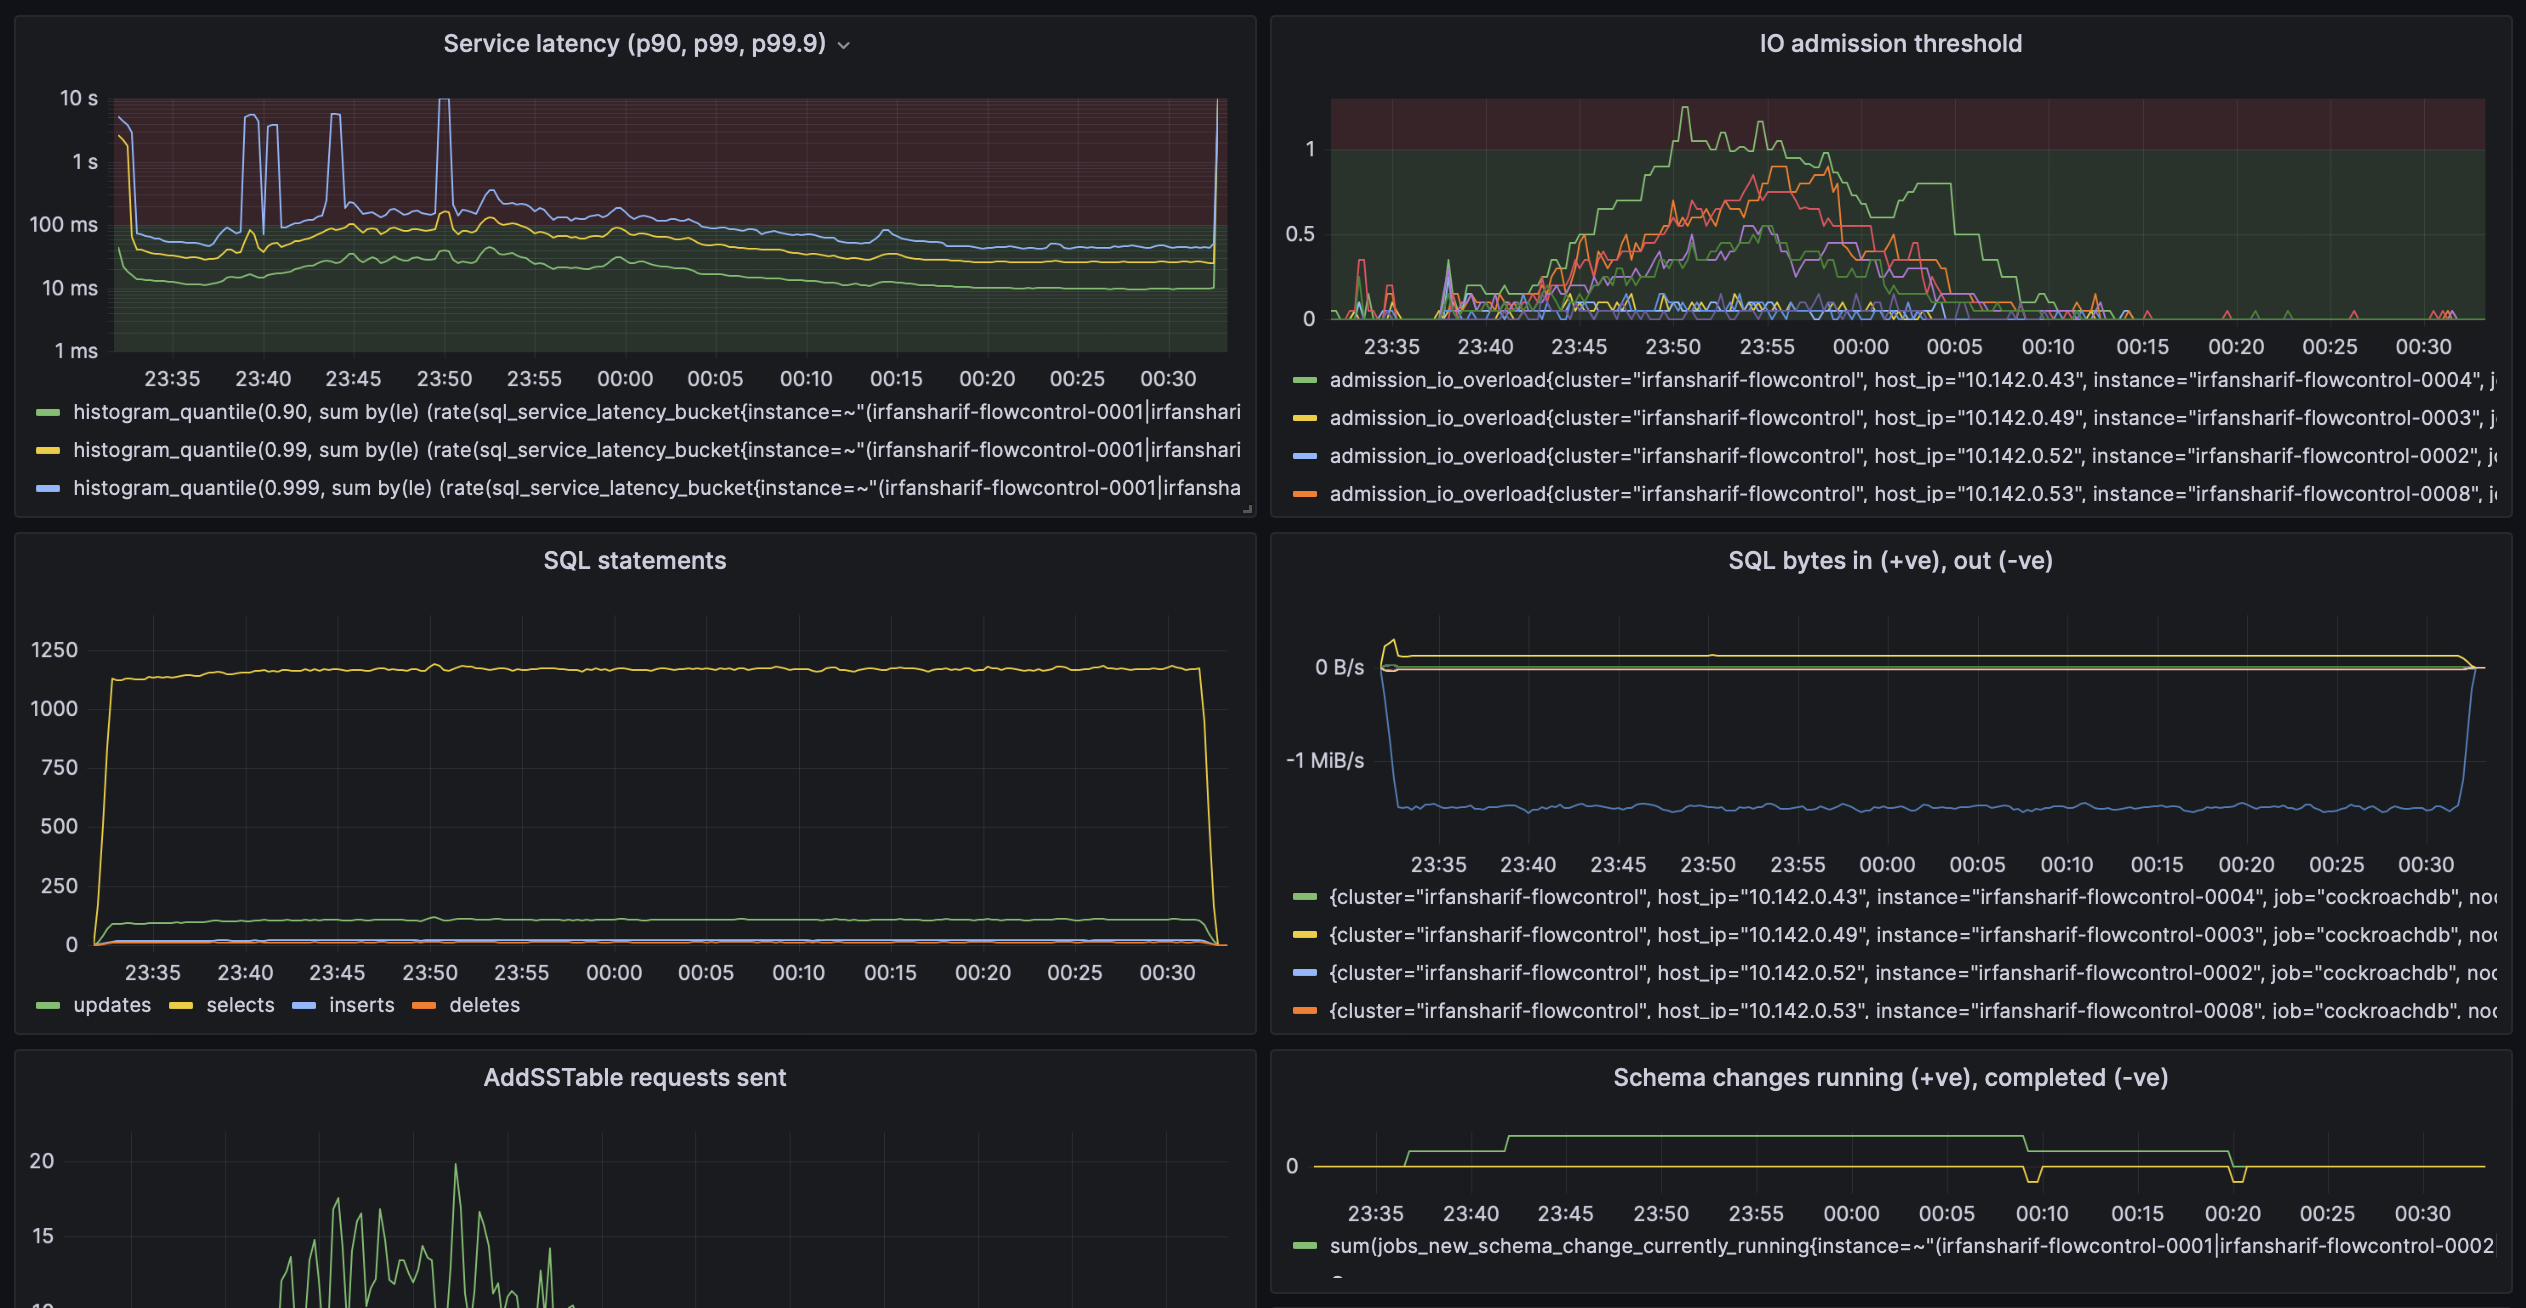 Service latency (p90, p99, p99.9)
10 s
1 s
100 ms
10 ms
1 ms
23:35 23:40 23:45 23:50 23:55 00:00 00:05 00:10 00:15 00:20 00:25 00:30
histogram_quantile(0.90, sum by(le) (rate(sql_service_latency_bucket{instance=~"(irfansharif-flowcontrol-0001|irfanshari
histogram_quantile(0.99, sum by(le) (rate(sql_service_latency_bucket{instance=~"(irfansharif-flowcontrol-0001|irfanshari
histogram_quantile(0.999, sum by(le) (rate(sql_service_latency_bucket{instance=~"(irfansharif-flowcontrol-0001|irfansha
IO admission threshold
1
0.5
0
23:35 23:40 23:45 23:50 23:55 00:00 00:05 00:10 00:15 00:20 00:25 00:30
admission_io_overload{cluster="irfansharif-flowcontrol", host_ip="10.142.0.43", instance="irfansharif-flowcontrol-0004", j
admission_io_overload{cluster="irfansharif-flowcontrol", host_ip="10.142.0.49", instance="irfansharif-flowcontrol-0003", j
admission_io_overload{cluster="irfansharif-flowcontrol", host_ip="10.142.0.52", instance="irfansharif-flowcontrol-0002", j
admission_io_overload{cluster="irfansharif-flowcontrol", host_ip="10.142.0.53", instance="irfansharif-flowcontrol-0008", j
SQL statements
1250
1000
750
500
250
0
23:35 23:40 23:45 23:50 23:55 00:00 00:05 00:10 00:15 00:20 00:25 00:30
updates selects inserts deletes
SQL bytes in (+ve), out (-ve)
0 B/s
-1 MiB/s
23:35 23:40 23:45 23:50 23:55 00:00 00:05 00:10 00:15 00:20 00:25 00:30
{cluster="irfansharif-flowcontrol", host_ip="10.142.0.43", instance="irfansharif-flowcontrol-0004", job="cockroachdb", no
{cluster="irfansharif-flowcontrol", host_ip="10.142.0.49", instance="irfansharif-flowcontrol-0003", job="cockroachdb", no
{cluster="irfansharif-flowcontrol", host_ip="10.142.0.52", instance="irfansharif-flowcontrol-0002", job="cockroachdb", no
{cluster="irfansharif-flowcontrol", host_ip="10.142.0.53", instance="irfansharif-flowcontrol-0008", job="cockroachdb", no
AddSSTable requests sent
20
15
10
Schema changes running (+ve), completed (-ve)
0
23:35 23:40 23:45 23:50 23:55 00:00 00:05 00:10 00:15 00:20 00:25 00:30
sum(jobs_new_schema_change_currently_running{instance=~"(irfansharif-flowcontrol-0001|irfansharif-flowcontrol-0002